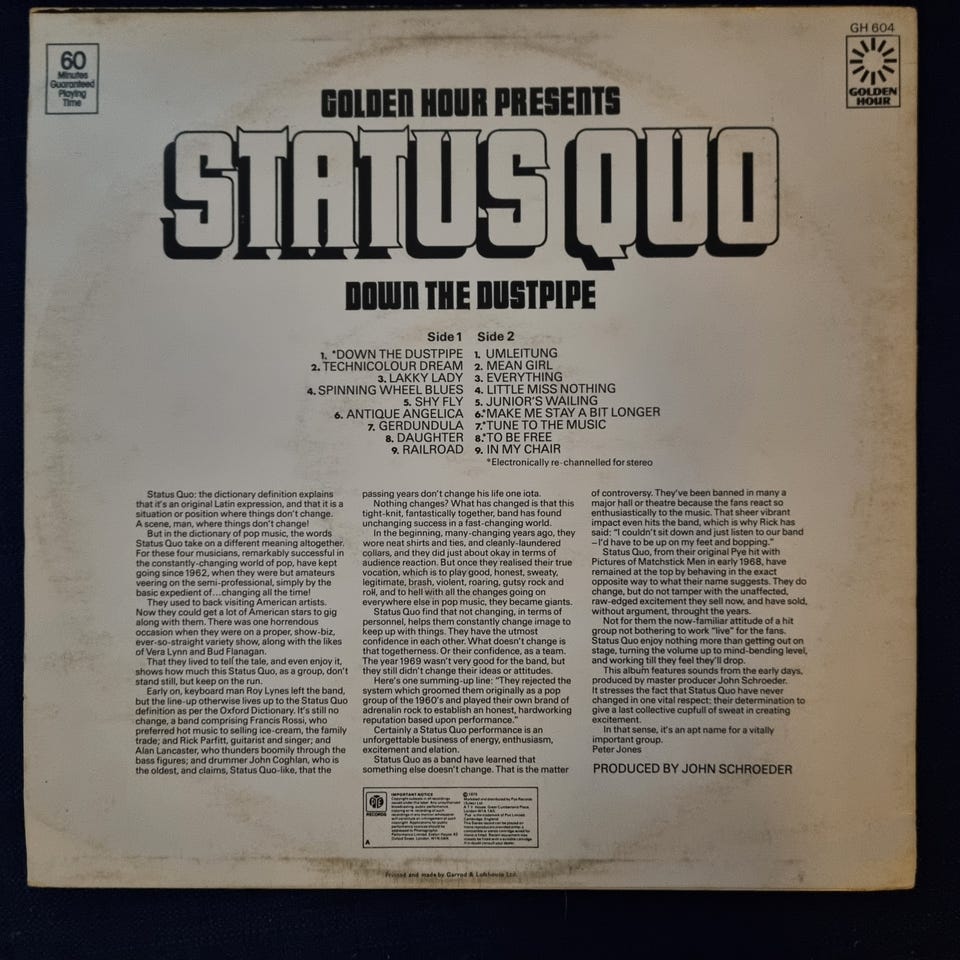 60
Minutes
Guaranteed
Playing
Time
GH 604
GOLDEN
HOUR
GOLDEN HOUR PRESENTS
STATUS QUO
DOWN THE DUSTPIPE
Side 1
1. *DOWN THE DUSTPIPE
2. TECHNICOLOUR DREAM
3. LAKKY LADY
4. SPINNING WHEEL BLUES
5. SHY FLY
6. ANTIQUE ANGELICA
7. GERDUNDULA
8. DAUGHTER
9. RAILROAD
Side 2
1. UMLEITUNG
2. MEAN GIRL
3. EVERYTHING
4. LITTLE MISS NOTHING
5. JUNIOR'S WAILING
6.*MAKE ME STAY A BIT LONGER
7.*TUNE TO THE MUSIC
8.*TO BE FREE
9. IN MY CHAIR
*Electronically re-channelled for stereo
Status Quo: the dictionary definition explains
that it's an original Latin expression, and that it is a
situation or position where things don't change.
A scene, man, where things don't change!
But in the dictionary of pop music, the words
Status Quo take on a different meaning altogether.
For these four musicians, remarkably successful in
the constantly-changing world of pop, have kept
going since 1962, when they were but amateurs
veering on the semi-professional, simply by the
basic expedient of...changing all the time!
They used to back visiting American artists.
Now they could get a lot of American stars to gig
along with them. There was one horrendous
occasion when they were on a proper, show-biz,
ever-so-straight variety show, along with the likes
of Vera Lynn and Bud Flanagan.
That they lived to tell the tale, and even enjoy it,
shows how much this Status Quo, as a group, don't
stand still, but keep on the run.
Early on, keyboard man Roy Lynes left the band,
but the line-up otherwise lives up to the Status Quo
definition as per the Oxford Dictionary. It's still no
change, a band comprising Francis Rossi, who
preferred hot music to selling ice-cream, the family
trade; and Rick Parfitt, guitarist and singer; and
Alan Lancaster, who thunders boomily through the
bass figures; and drummer John Coghlan, who is
the oldest, and claims, Status Quo-like, that the
passing years don't change his life one iota.
Nothing changes? What has changed is that this
tight-knit, fantastically together, band has found
unchanging success in a fast-changing world.
In the beginning, many-changing years ago, they
wore neat shirts and ties, and cleanly-laundered
collars, and they did just about okay in terms of
audience reaction. But once they realised their true
vocation, which is to play good, honest, sweaty,
legitimate, brash, violent, roaring, gutsy rock and
roll, and to hell with all the changes going on
everywhere else in pop music, they became giants.
Status Quo find that not changing, in terms of
personnel, helps them constantly change image to
keep up with things. They have the utmost
confidence in each other. What doesn't change is
that togetherness. Or their confidence, as a team.
The year 1969 wasn't very good for the band, but
they still didn't change their ideas or attitudes.
Here's one summing-up line: "They rejected the
system which groomed them originally as a pop
group of the 1960's and played their own brand of
adrenalin rock to establish an honest, hardworking
reputation based upon performance."
Certainly a Status Quo performance is an
unforgettable business of energy, enthusiasm,
excitement and elation.
Status Quo as a band have learned that
something else doesn't change. That is the matter
of controversy. They've been banned in many a
major hall or theatre because the fans react so
enthusiastically to the music. That sheer vibrant
impact even hits the band, which is why Rick has
said: "I couldn't sit down and just listen to our band
—I'd have to be up on my feet and bopping."
Status Quo, from their original Pye hit with
Pictures of Matchstick Men in early 1968, have
remained at the top by behaving in the exact
opposite way to what their name suggests. They do
change, but do not tamper with the unaffected,
raw-edged excitement they sell now, and have sold,
without argument, throught the years.
Not for them the now-familiar attitude of a hit
group not bothering to work "live" for the fans.
Status Quo enjoy nothing more than getting out on
stage, turning the volume up to mind-bending level,
and working till they feel they'll drop.
This album features sounds from the early days,
produced by master producer John Schroeder.
It stresses the fact that Status Quo have never
changed in one vital respect: their determination to
give a last collective cupfull of sweat in creating
excitement.
In that sense, it's an apt name for a vitally
important group.
Peter Jones
PRODUCED BY JOHN SCHROEDER
PYE
RECORDS
A
IMPORTANT NOTICE
Printed and made by Garrod & Lofthouse Ltd.